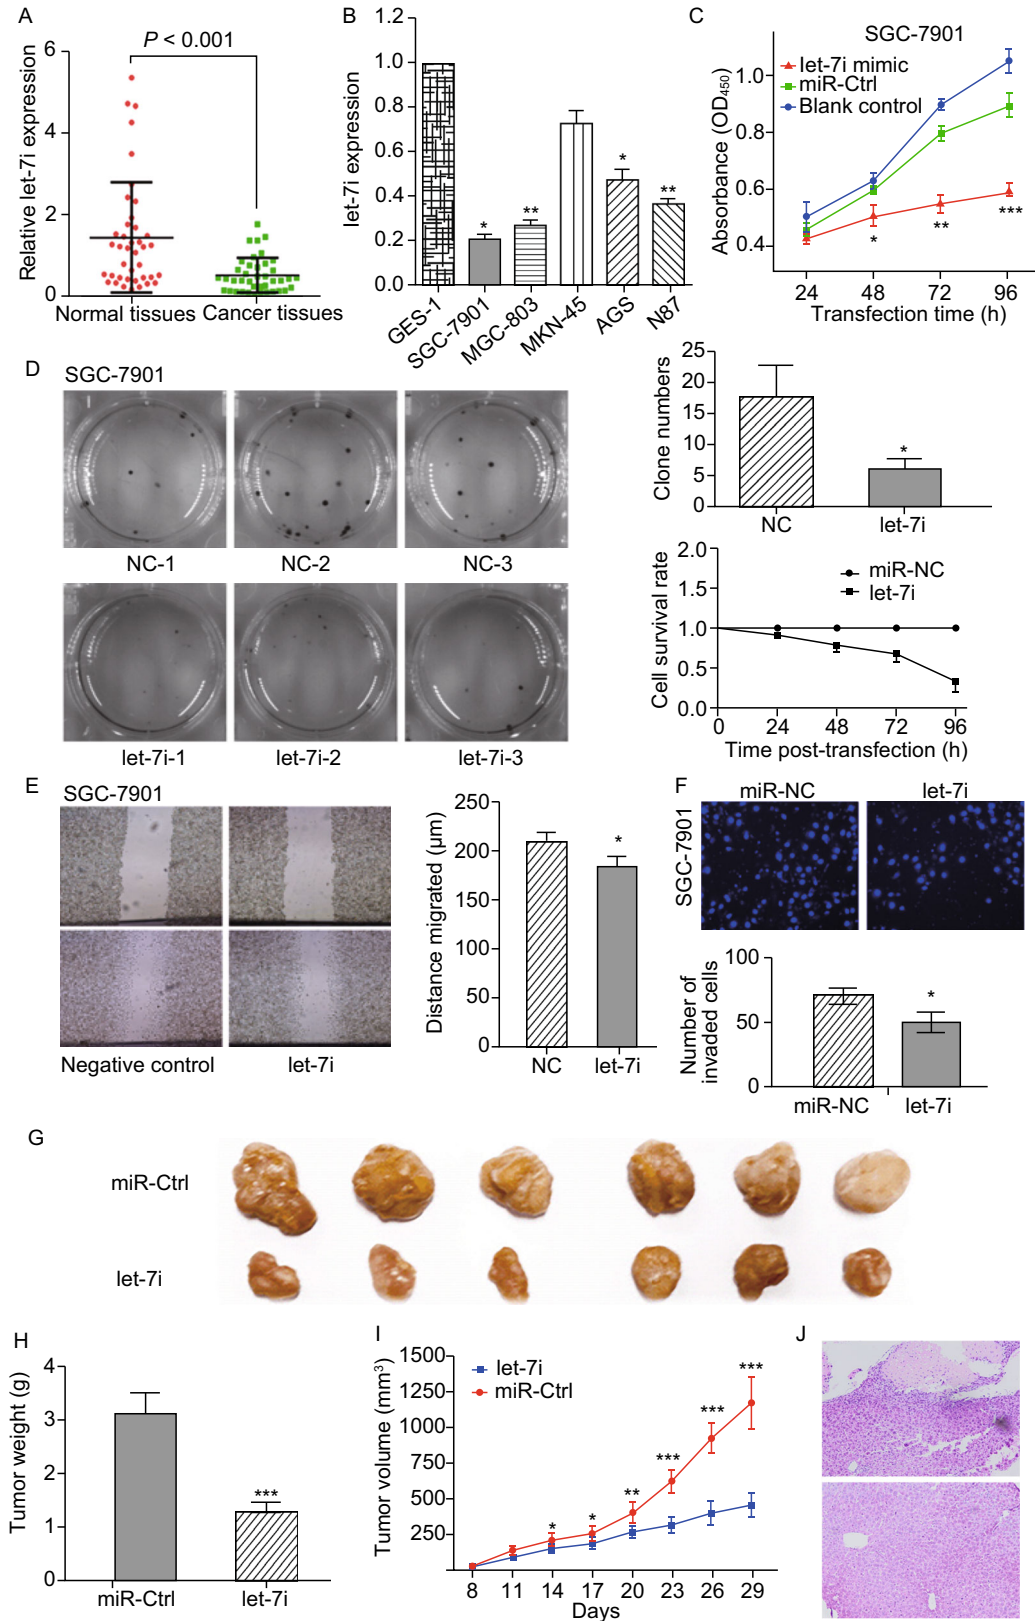 A
P < 0.001
Relative let-7i expression
6
4
2
0
Normal tissues
Cancer tissues
B
let-7i expression
1.2
1.0
0.8
0.6
0.4
0.2
0.0
*
**
*
**
GES-1
SGC-7901
MGC-803
MKN-45
AGS
N87
C
SGC-7901
let-7i mimic
miR-Ctrl
Blank control
Absorbance (OD450)
1.0
0.8
0.6
0.4
*
**
***
24 48 72 96
Transfection time (h)
D
SGC-7901
NC-1
NC-2
NC-3
let-7i-1
let-7i-2
let-7i-3
Clone numbers
25
20
15
10
5
0
*
NC
let-7i
Cell survival rate
2.0
1.5
1.0
0.5
0.0
miR-NC
let-7i
0 24 48 72 96
Time post-transfection (h)
E
SGC-7901
Negative control
let-7i
Distance migrated (µm)
250
200
150
100
50
0
*
NC
let-7i
F
miR-NC
let-7i
SGC-7901
Number of
invaded cells
100
50
0
*
miR-NC
let-7i
G
miR-Ctrl
let-7i
H
Tumor weight (g)
4
3
2
1
0
***
miR-Ctrl
let-7i
I
Tumor volume (mm³)
1500
1250
1000
750
500
250
let-7i
miR-Ctrl
*
*
**
***
***
***
8 11 14 17 20 23 26 29
Days
J